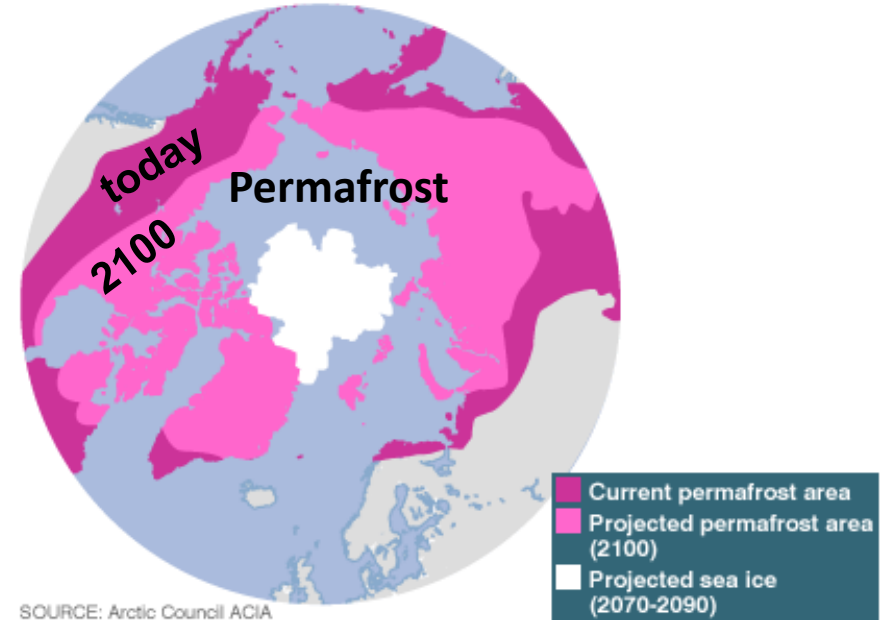 today
Permafrost
2100
Current permafrost area
Projected permafrost area
(2100)
Projected sea ice
(2070-2090)
SOURCE: Arctic Council ACIA